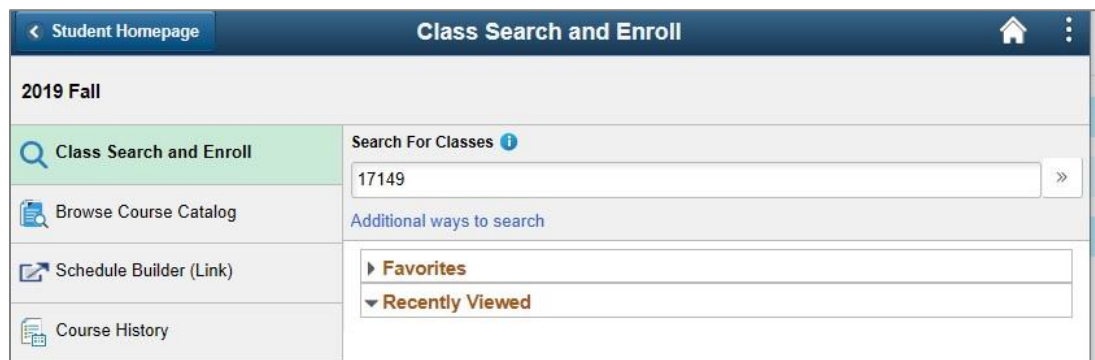 Student Homepage
Class Search and Enroll
2019 Fall
Class Search and Enroll
Browse Course Catalog
Schedule Builder (Link)
Course History
Search For Classes
17149
Additional ways to search
Favorites
Recently Viewed